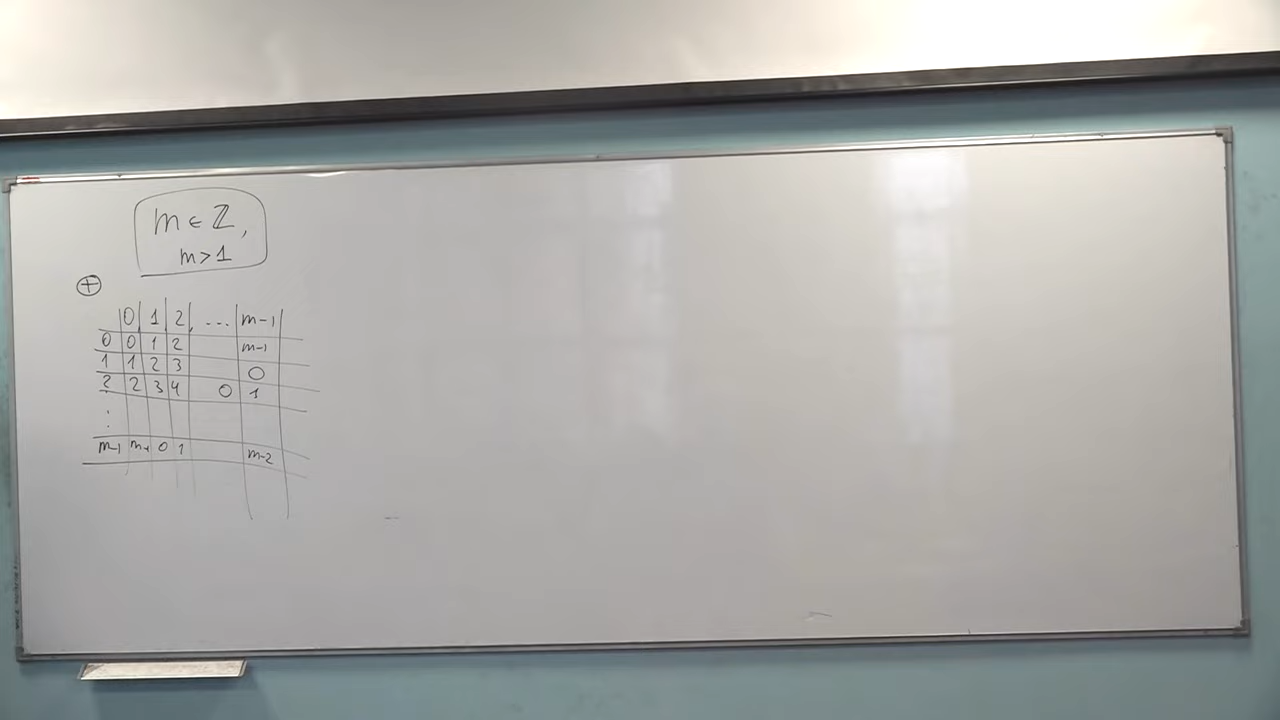 m ∈ ℤ,
m > 1
⊕
0 1 2, ... m-1
0 0 1 2 m-1
1 1 2 3 0
2 2 3 4 0 1
⋮
m-1 m-1 0 1 m-2